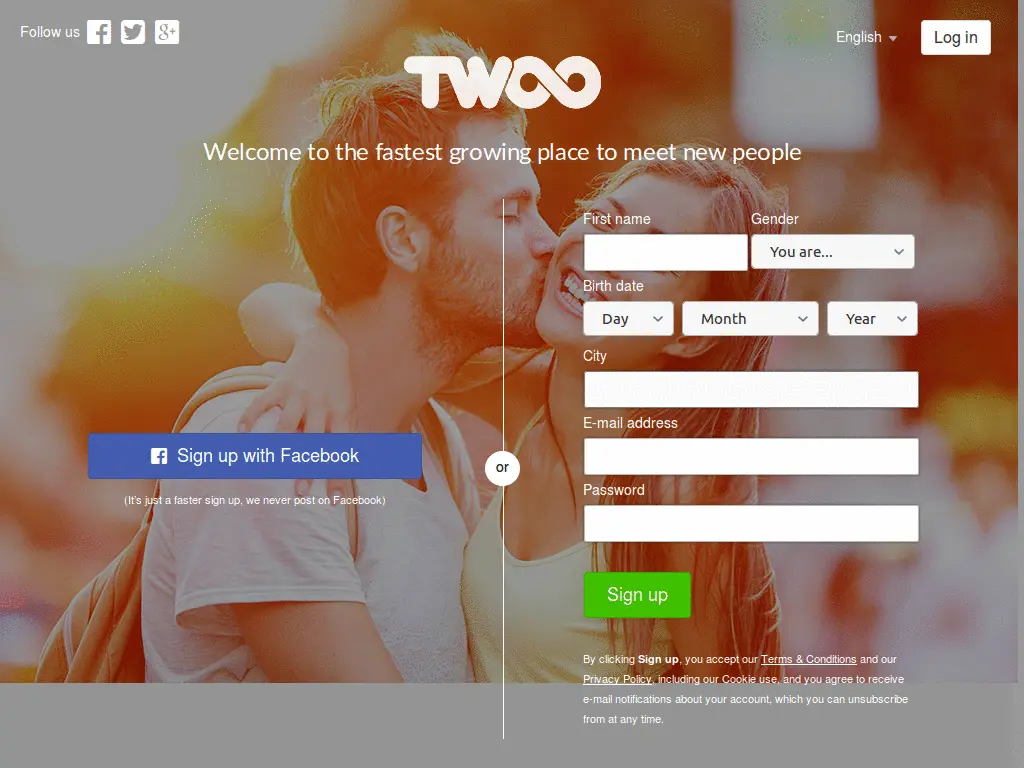 Follow us
English
Log in
TWOO
Welcome to the fastest growing place to meet new people
First name Gender
You are...
Birth date
Day Month Year
City
E-mail address
Password
Sign up with Facebook
(It's just a faster sign up, we never post on Facebook)
or
Sign up
By clicking Sign up, you accept our Terms & Conditions and our
Privacy Policy, including our Cookie use, and you agree to receive
e-mail notifications about your account, which you can unsubscribe
from at any time.